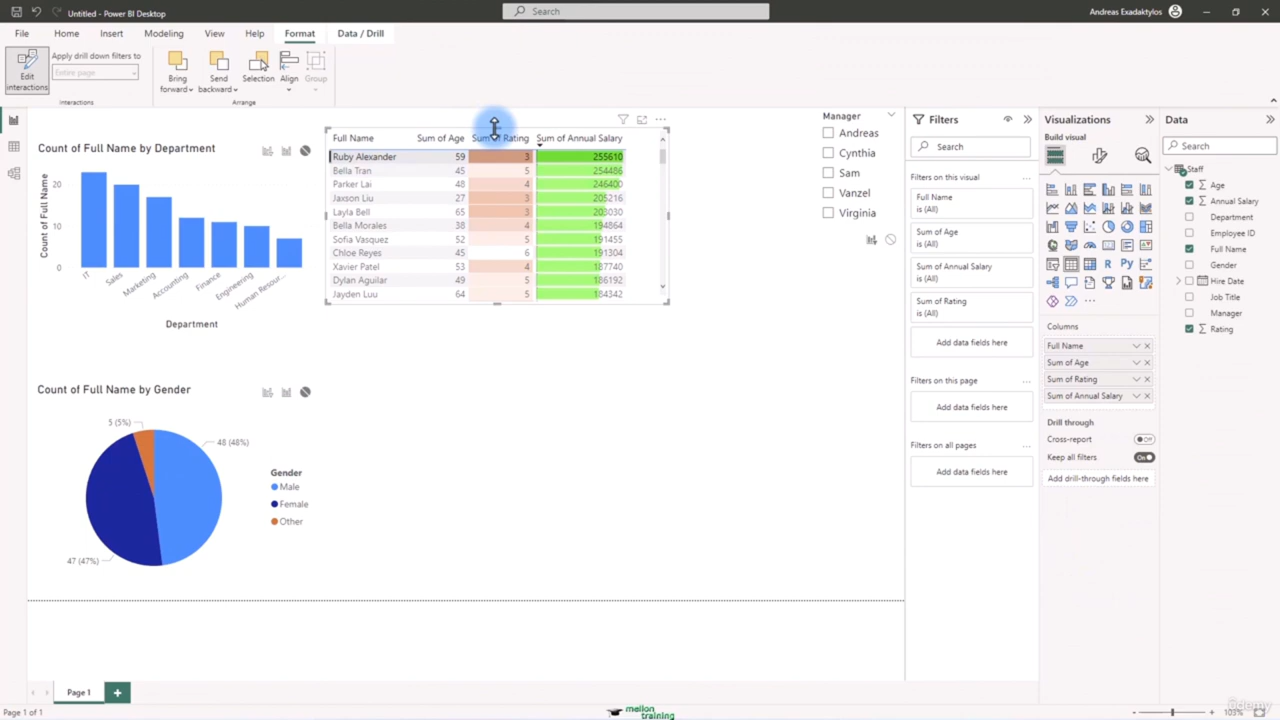 Untitled - Power BI Desktop
Search
Andreas Exadaktylos
File Home Insert Modeling View Help Format Data / Drill
Edit interactions
Apply drill down filters to
Entire page
Bring forward
Send backward
Selection
Align
Group
Interactions
Arrange
Count of Full Name by Department
Count of Full Name
20
10
0
IT
Sales
Marketing
Accounting
Finance
Engineering
Human Resour...
Department
Full Name Sum of Age Sum of Rating Sum of Annual Salary
Ruby Alexander 59 3 255610
Bella Tran 45 5 254486
Parker Lai 48 4 246400
Jaxson Liu 27 3 205216
Layla Bell 65 3 203030
Bella Morales 38 4 194864
Sofia Vasquez 52 5 191455
Chloe Reyes 45 6 191304
Xavier Patel 53 4 187740
Dylan Aguilar 49 5 186192
Jayden Luu 64 5 184342
Manager
Andreas
Cynthia
Sam
Vanzel
Virginia
Count of Full Name by Gender
5 (5%)
48 (48%)
47 (47%)
Gender
Male
Female
Other
Filters
Search
Filters on this visual
Full Name
is (All)
Sum of Age
is (All)
Sum of Annual Salary
is (All)
Sum of Rating
is (All)
Add data fields here
Filters on this page
Add data fields here
Filters on all pages
Add data fields here
Visualizations
Build visual
R Py
Columns
Full Name
Sum of Age
Sum of Rating
Sum of Annual Salary
Drill through
Cross-report Off
Keep all filters On
Add drill-through fields here
Data
Search
Staff
Age
Annual Salary
Department
Employee ID
Full Name
Gender
Hire Date
Job Title
Manager
Rating
Page 1
Page 1 of 1
mellon
training
103%
ûdemy